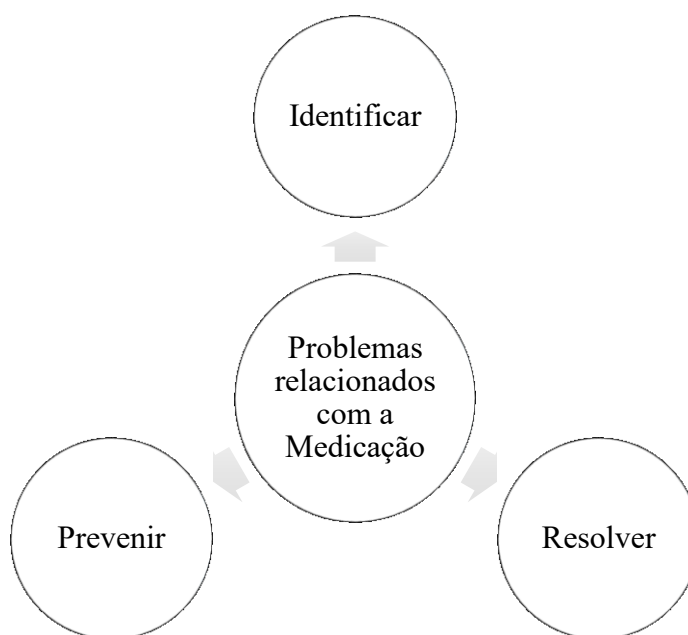 Identificar
Problemas
relacionados
com a
Medicação
Prevenir
Resolver